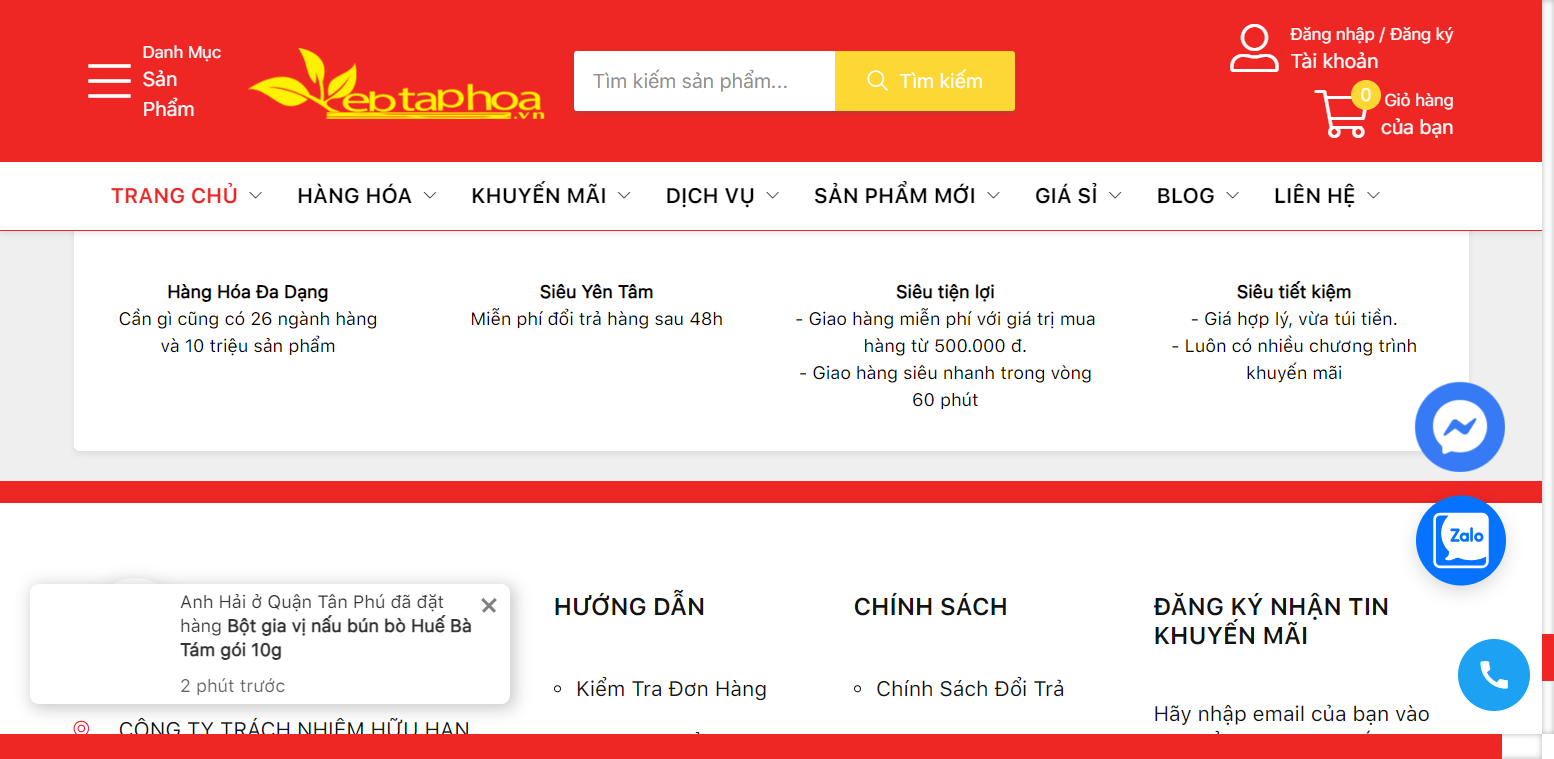 Danh Mục
Sản
Phẩm
ebtaphoa
.vn
Tìm kiếm sản phẩm...
Tìm kiếm
Đăng nhập / Đăng ký
Tài khoản
0
Giỏ hàng
của bạn
TRANG CHỦ
HÀNG HÓA
KHUYẾN MÃI
DỊCH VỤ
SẢN PHẨM MỚI
GIÁ SỈ
BLOG
LIÊN HỆ
Hàng Hóa Đa Dạng
Cần gì cũng có 26 ngành hàng
và 10 triệu sản phẩm
Siêu Yên Tâm
Miễn phí đổi trả hàng sau 48h
Siêu tiện lợi
- Giao hàng miễn phí với giá trị mua
hàng từ 500.000 đ.
- Giao hàng siêu nhanh trong vòng
60 phút
Siêu tiết kiệm
- Giá hợp lý, vừa túi tiền.
- Luôn có nhiều chương trình
khuyến mãi
Zalo
Anh Hải ở Quận Tân Phú đã đặt
hàng Bột gia vị nấu bún bò Huế Bà
Tám gói 10g
2 phút trước
CÔNG TY TRÁCH NHIỆM HỮU HẠN
HƯỚNG DẪN
Kiểm Tra Đơn Hàng
CHÍNH SÁCH
Chính Sách Đổi Trả
ĐĂNG KÝ NHẬN TIN
KHUYẾN MÃI
Hãy nhập email của bạn vào